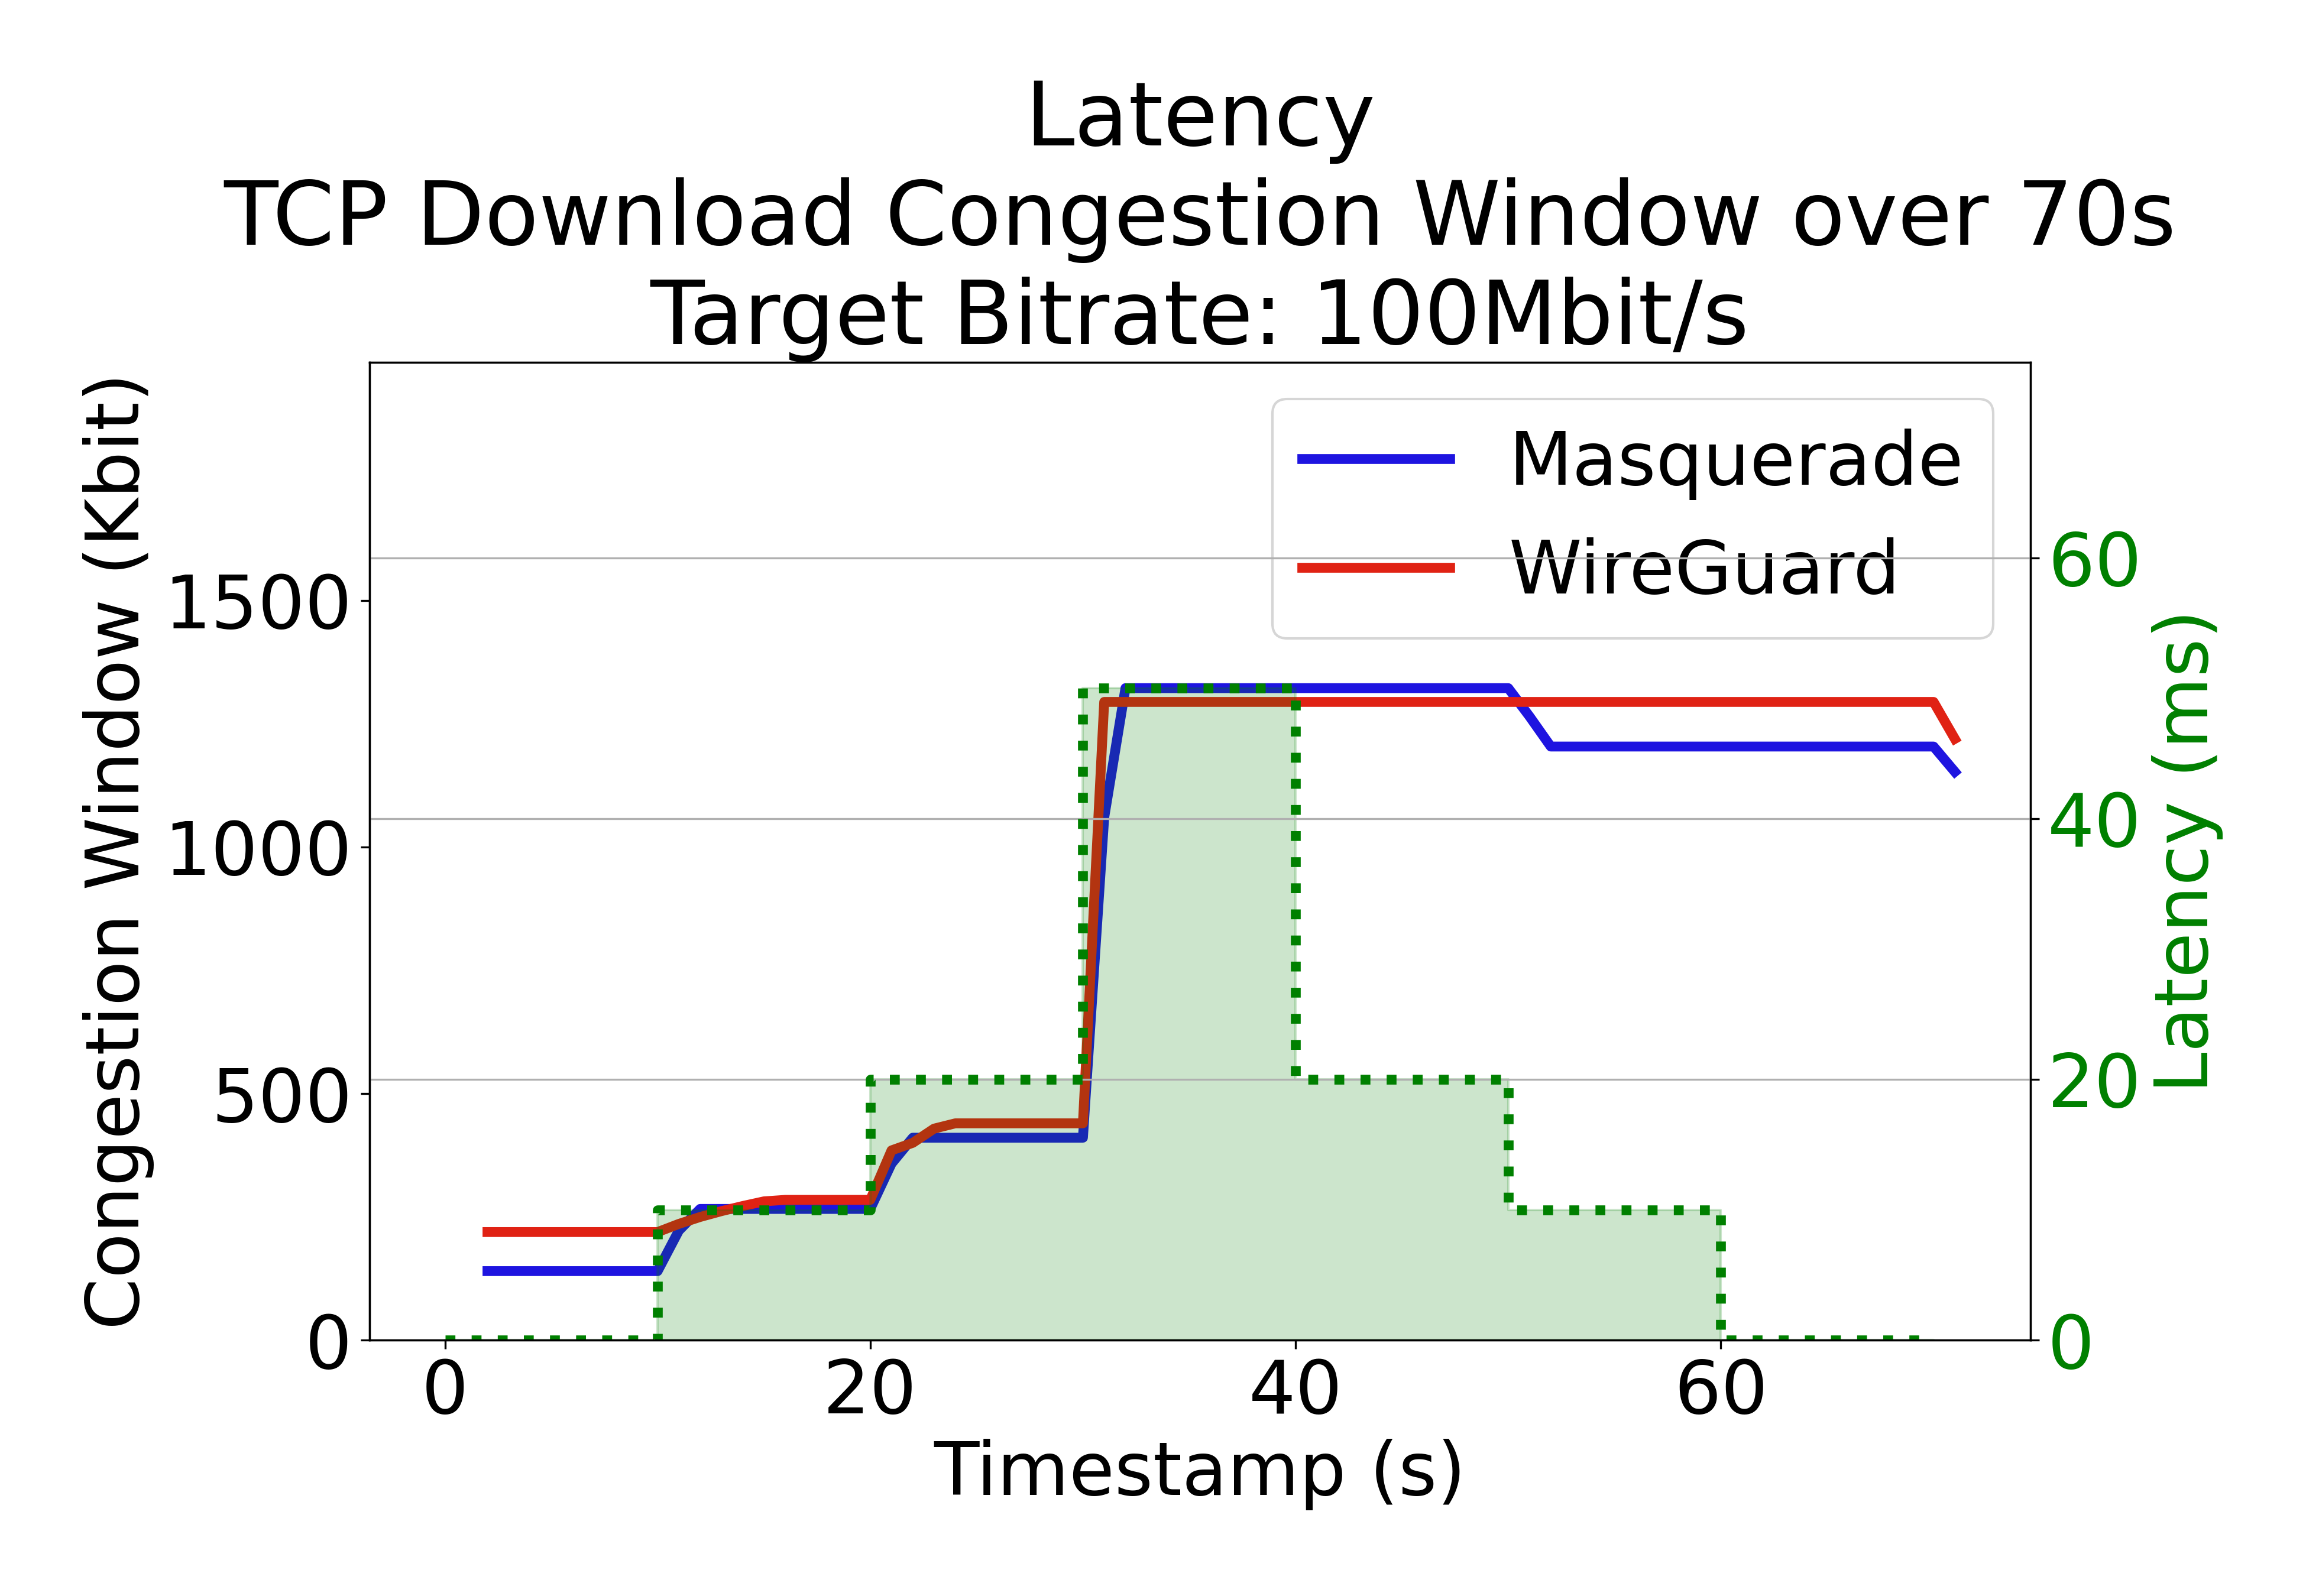 Latency
TCP Download Congestion Window over 70s
Target Bitrate: 100Mbit/s
Congestion Window (Kbit)
1500
1000
500
0
Masquerade
WireGuard
60
40
20
0
Latency (ms)
0
20
40
60
Timestamp (s)